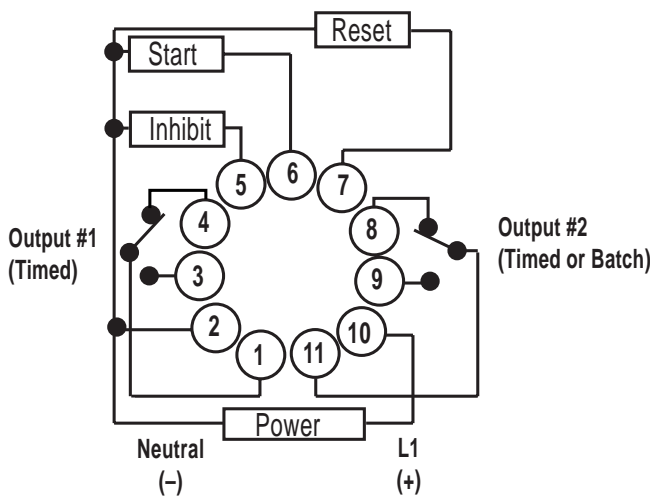 Reset
Start
Inhibit
6
5
7
4
8
Output #1
(Timed)
Output #2
(Timed or Batch)
3
9
2
10
1
11
Power
Neutral
(–)
L1
(+)